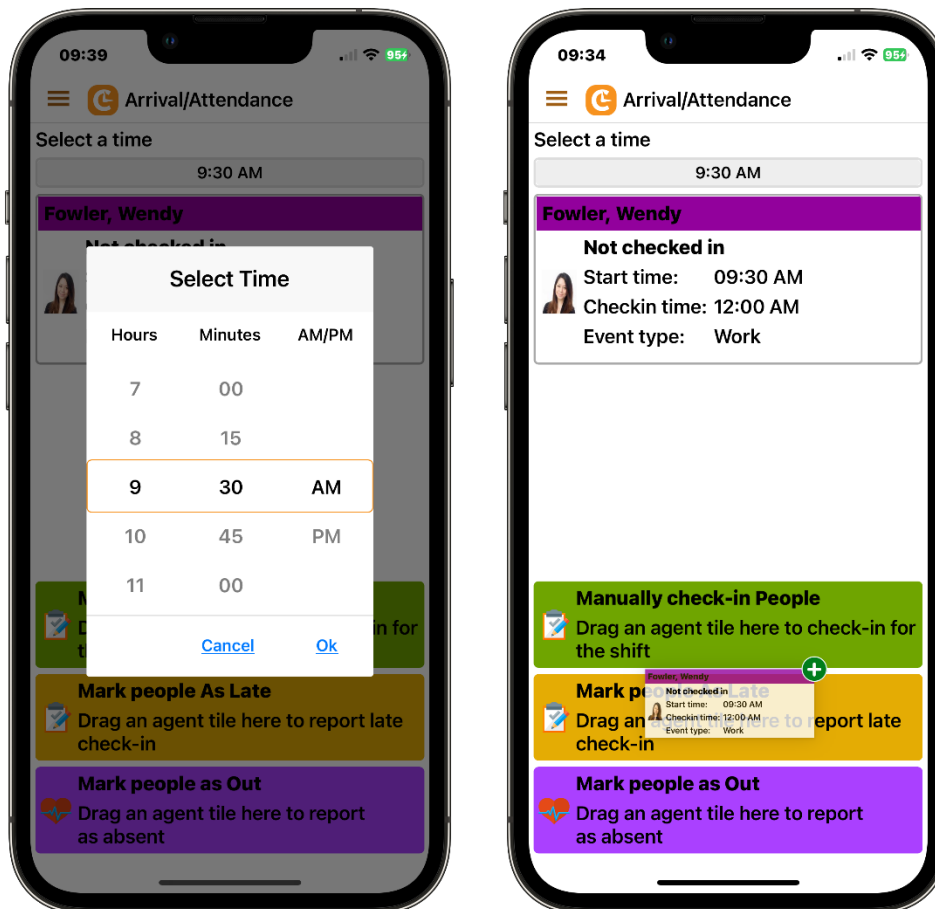 09:39
95
Arrival/Attendance
Select a time
9:30 AM
Fowler, Wendy
Not checked in
Select Time
Hours Minutes AM/PM
7 00
8 15
9 30 AM
10 45 PM
11 00
Cancel Ok
in for
Mark people As Late
Drag an agent tile here to report late
check-in
Mark people as Out
Drag an agent tile here to report
as absent
09:34
95
Arrival/Attendance
Select a time
9:30 AM
Fowler, Wendy
Not checked in
Start time: 09:30 AM
Checkin time: 12:00 AM
Event type: Work
Manually check-in People
Drag an agent tile here to check-in for
the shift
Fowler, Wendy
Not checked in
Start time: 09:30 AM
Checkin time: 12:00 AM
Event type: Work
Mark people As Late
Drag an agent tile here to report late
check-in
Mark people as Out
Drag an agent tile here to report
as absent